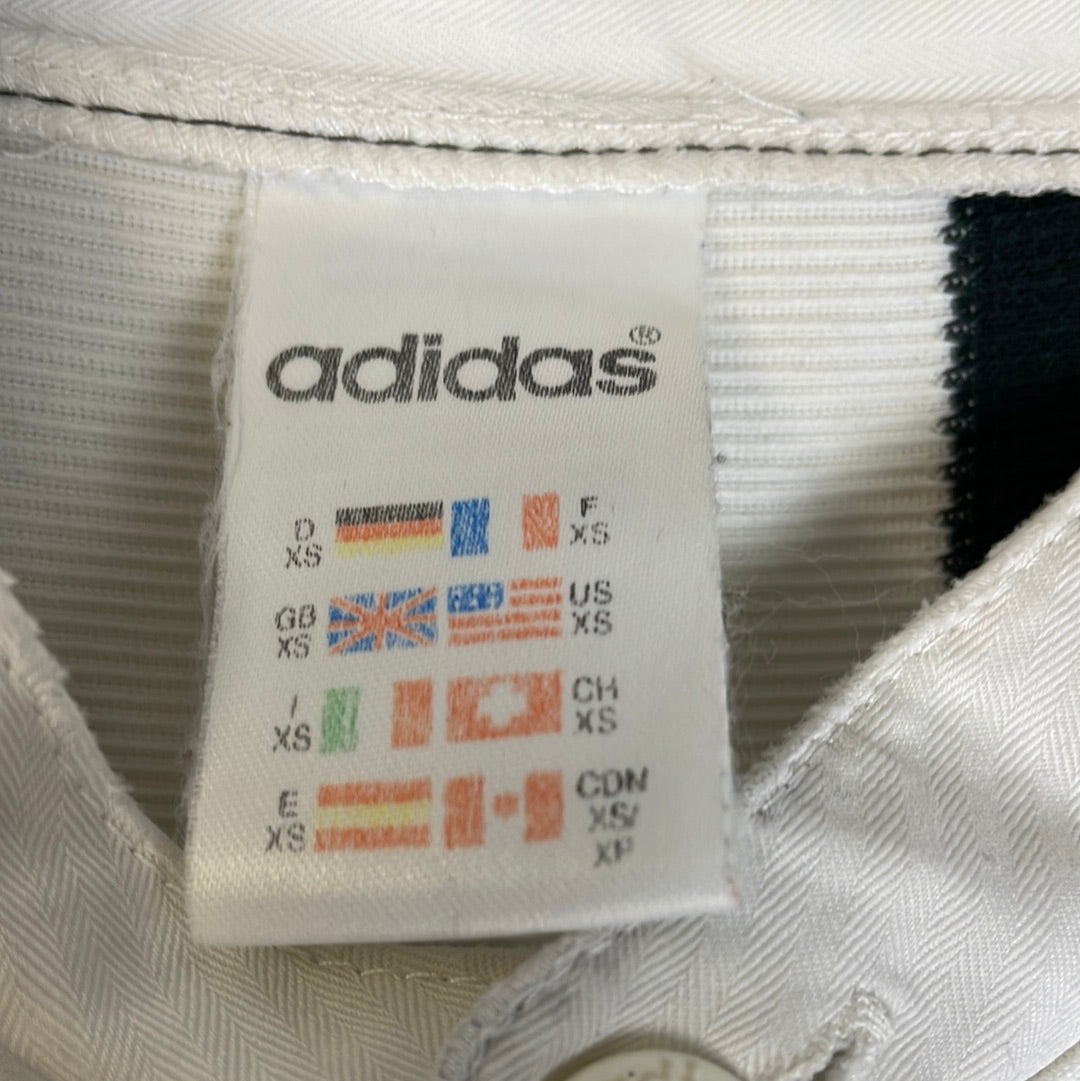 adidas®
D F
XS XS
GB US
XS XS
I CH
XS XS
E CDN
XS XS/
XP